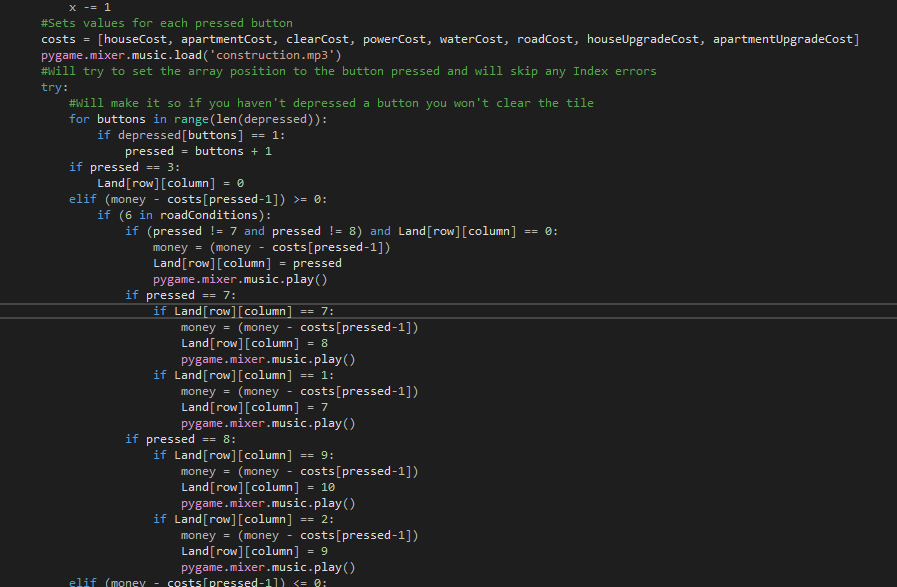 x -= 1
#Sets values for each pressed button
costs = [houseCost, apartmentCost, clearCost, powerCost, waterCost, roadCost, houseUpgradeCost, apartmentUpgradeCost]
pygame.mixer.music.load('construction.mp3')
#Will try to set the array position to the button pressed and will skip any Index errors
try:
    #Will make it so if you haven't depressed a button you won't clear the tile
    for buttons in range(len(depressed)):
        if depressed[buttons] == 1:
            pressed = buttons + 1
    if pressed == 3:
        Land[row][column] = 0
    elif (money - costs[pressed-1]) >= 0:
        if (6 in roadConditions):
            if (pressed != 7 and pressed != 8) and Land[row][column] == 0:
                money = (money - costs[pressed-1])
                Land[row][column] = pressed
                pygame.mixer.music.play()
            if pressed == 7:
                if Land[row][column] == 7:
                    money = (money - costs[pressed-1])
                    Land[row][column] = 8
                    pygame.mixer.music.play()
                if Land[row][column] == 1:
                    money = (money - costs[pressed-1])
                    Land[row][column] = 7
                    pygame.mixer.music.play()
            if pressed == 8:
                if Land[row][column] == 9:
                    money = (money - costs[pressed-1])
                    Land[row][column] = 10
                    pygame.mixer.music.play()
                if Land[row][column] == 2:
                    money = (money - costs[pressed-1])
                    Land[row][column] = 9
                    pygame.mixer.music.play()
    elif (money - costs[pressed-1]) <= 0: